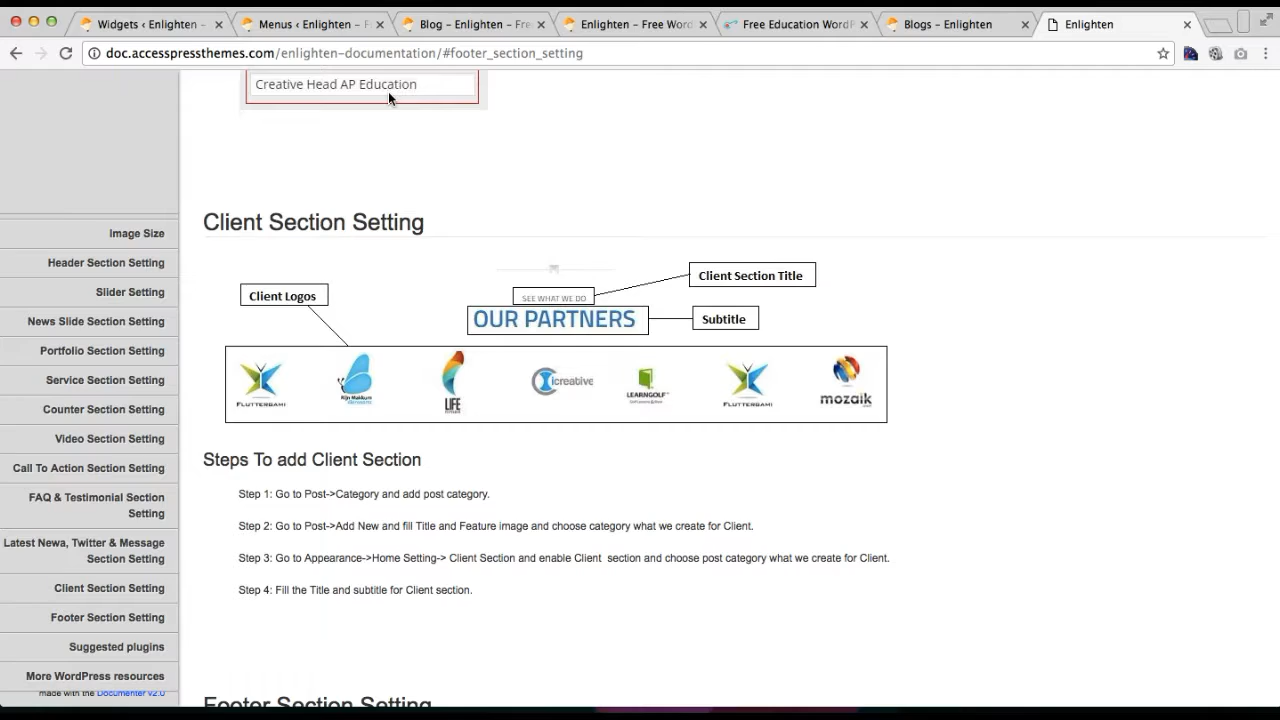 Widgets ‹ Enlighten –
Menus ‹ Enlighten – F
Blog – Enlighten – Free
Enlighten – Free Word
Free Education WordP
Blogs – Enlighten
Enlighten
doc.accesspressthemes.com/enlighten-documentation/#footer_section_setting
Creative Head AP Education
Image Size
Header Section Setting
Slider Setting
News Slide Section Setting
Portfolio Section Setting
Service Section Setting
Counter Section Setting
Video Section Setting
Call To Action Section Setting
FAQ & Testimonial Section
Setting
Latest Newa, Twitter & Message
Section Setting
Client Section Setting
Footer Section Setting
Suggested plugins
More WordPress resources
made with the Documenter v2.0
Client Section Setting
Client Section Title
Client Logos
SEE WHAT WE DO
OUR PARTNERS
Subtitle
FLUTTERBAMI
LIFE
icreative
LEARNGOLF
FLUTTERBAMI
mozaik
Steps To add Client Section
Step 1: Go to Post->Category and add post category.
Step 2: Go to Post->Add New and fill Title and Feature image and choose category what we create for Client.
Step 3: Go to Appearance->Home Setting-> Client Section and enable Client section and choose post category what we create for Client.
Step 4: Fill the Title and subtitle for Client section.
Footer Section Setting